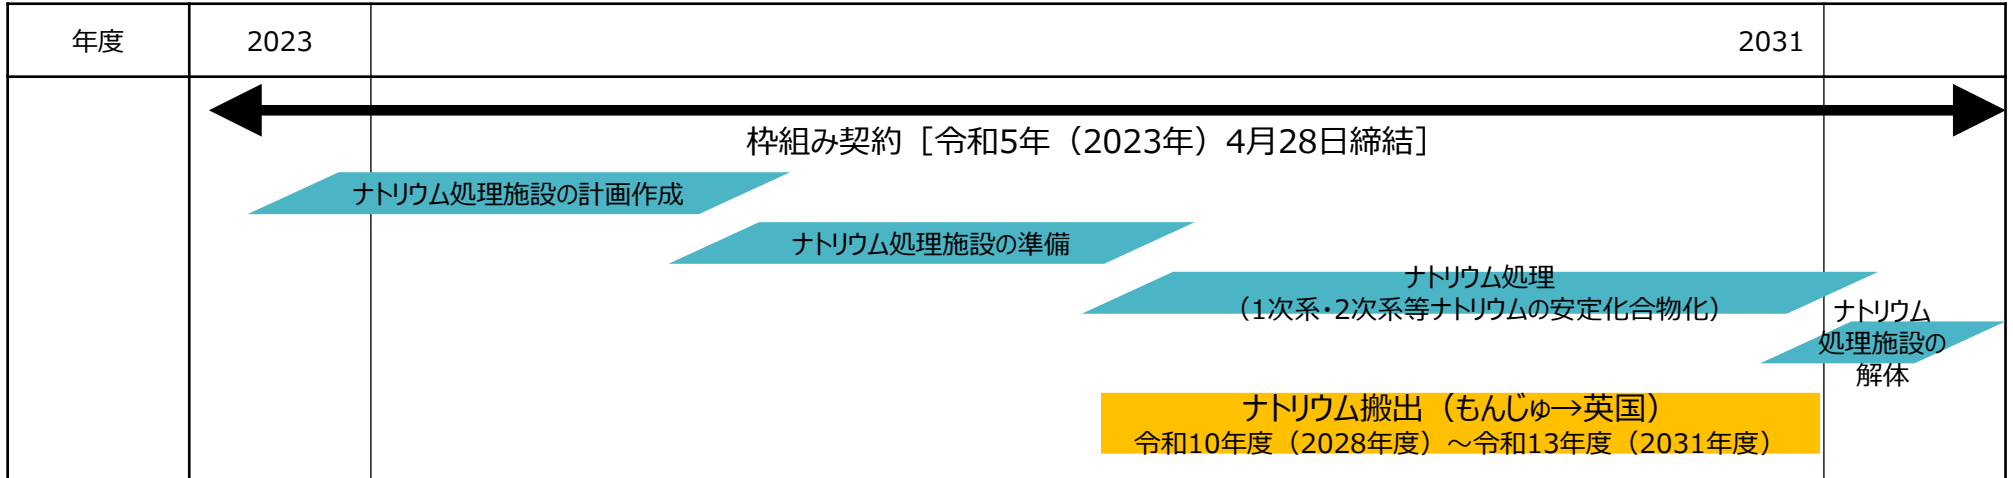 年度 2023 2031
枠組み契約［令和5年（2023年）4月28日締結］
ナトリウム処理施設の計画作成
ナトリウム処理施設の準備
ナトリウム処理
（1次系・2次系等ナトリウムの安定化合物化）
ナトリウム
処理施設の
解体
ナトリウム搬出（もんじゅ→英国）
令和10年度（2028年度）～令和13年度（2031年度）